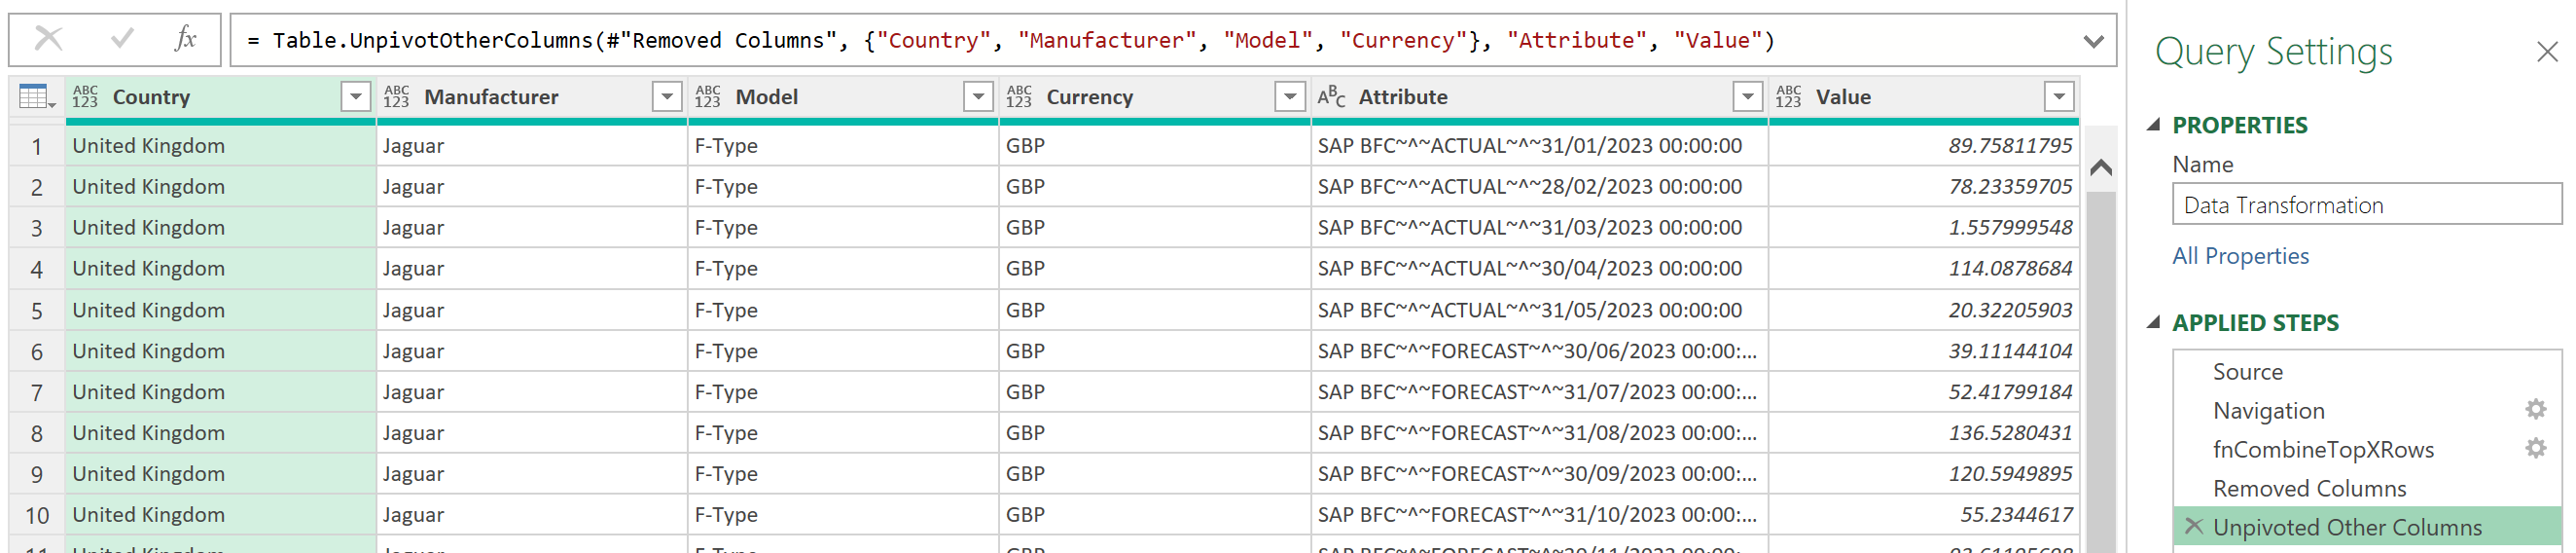 fx = Table.UnpivotOtherColumns(#"Removed Columns", {"Country", "Manufacturer", "Model", "Currency"}, "Attribute", "Value")
ABC 123 Country ABC 123 Manufacturer ABC 123 Model ABC 123 Currency ABC Attribute ABC 123 Value
1 United Kingdom Jaguar F-Type GBP SAP BFC~^~ACTUAL~^~31/01/2023 00:00:00 89.75811795
2 United Kingdom Jaguar F-Type GBP SAP BFC~^~ACTUAL~^~28/02/2023 00:00:00 78.23359705
3 United Kingdom Jaguar F-Type GBP SAP BFC~^~ACTUAL~^~31/03/2023 00:00:00 1.557999548
4 United Kingdom Jaguar F-Type GBP SAP BFC~^~ACTUAL~^~30/04/2023 00:00:00 114.0878684
5 United Kingdom Jaguar F-Type GBP SAP BFC~^~ACTUAL~^~31/05/2023 00:00:00 20.32205903
6 United Kingdom Jaguar F-Type GBP SAP BFC~^~FORECAST~^~30/06/2023 00:00:... 39.11144104
7 United Kingdom Jaguar F-Type GBP SAP BFC~^~FORECAST~^~31/07/2023 00:00:... 52.41799184
8 United Kingdom Jaguar F-Type GBP SAP BFC~^~FORECAST~^~31/08/2023 00:00:... 136.5280431
9 United Kingdom Jaguar F-Type GBP SAP BFC~^~FORECAST~^~30/09/2023 00:00:... 120.5949895
10 United Kingdom Jaguar F-Type GBP SAP BFC~^~FORECAST~^~31/10/2023 00:00:... 55.2344617
Query Settings
PROPERTIES
Name
Data Transformation
All Properties
APPLIED STEPS
Source
Navigation
fnCombineTopXRows
Removed Columns
Unpivoted Other Columns